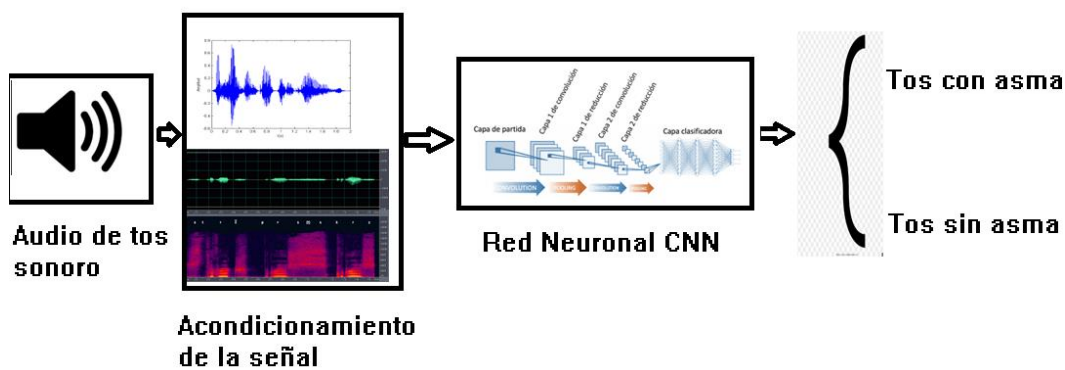 Audio de tos
sonoro
Acondicionamiento
de la señal
Capa de partida
Capa 1 de convolución
Capa 1 de reducción
Capa 2 de convolución
Capa 2 de reducción
Capa clasificadora
Red Neuronal CNN
Tos con asma
Tos sin asma